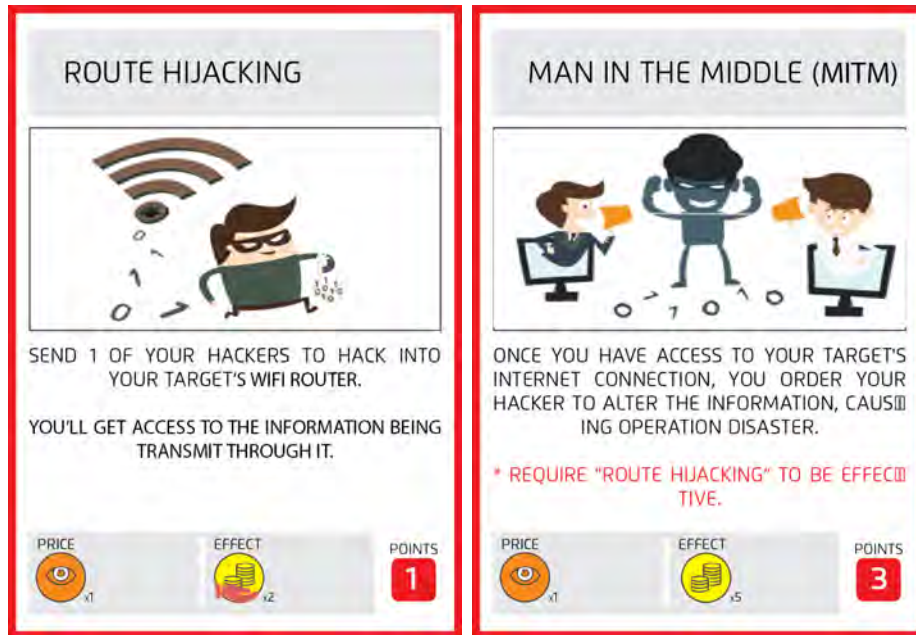 ROUTE HIJACKING
SEND 1 OF YOUR HACKERS TO HACK INTO
YOUR TARGET'S WIFI ROUTER.
YOU'LL GET ACCESS TO THE INFORMATION BEING
TRANSMIT THROUGH IT.
PRICE
x1
EFFECT
x2
POINTS
1
MAN IN THE MIDDLE (MITM)
ONCE YOU HAVE ACCESS TO YOUR TARGET'S
INTERNET CONNECTION, YOU ORDER YOUR
HACKER TO ALTER THE INFORMATION, CAUS
ING OPERATION DISASTER.
* REQUIRE "ROUTE HIJACKING" TO BE EFFEC
TIVE.
PRICE
x1
EFFECT
x5
POINTS
3